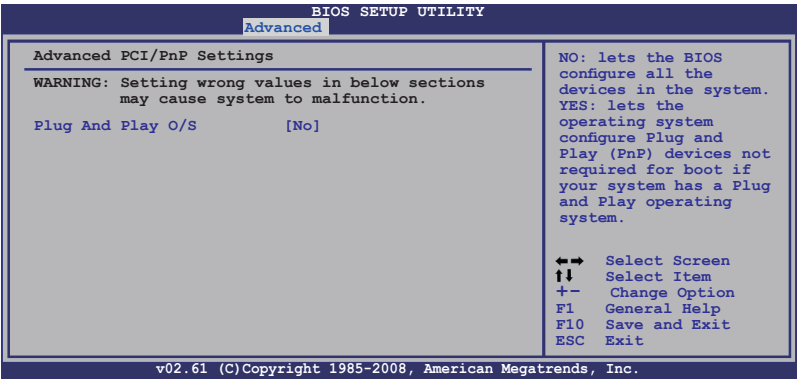 BIOS SETUP UTILITY
Advanced
Advanced PCI/PnP Settings
WARNING: Setting wrong values in below sections
may cause system to malfunction.
Plug And Play O/S [No]
NO: lets the BIOS
configure all the
devices in the system.
YES: lets the
operating system
configure Plug and
Play (PnP) devices not
required for boot if
your system has a Plug
and Play operating
system.
←→ Select Screen
↑↓ Select Item
+- Change Option
F1 General Help
F10 Save and Exit
ESC Exit
v02.61 (C)Copyright 1985-2008, American Megatrends, Inc.